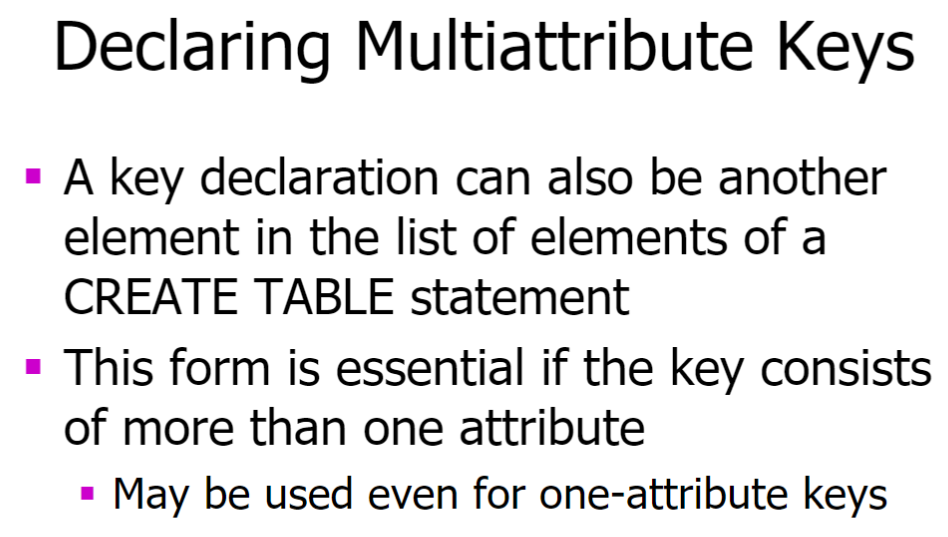 Declaring Multiattribute Keys
A key declaration can also be another
element in the list of elements of a
CREATE TABLE statement
This form is essential if the key consists
of more than one attribute
May be used even for one-attribute keys